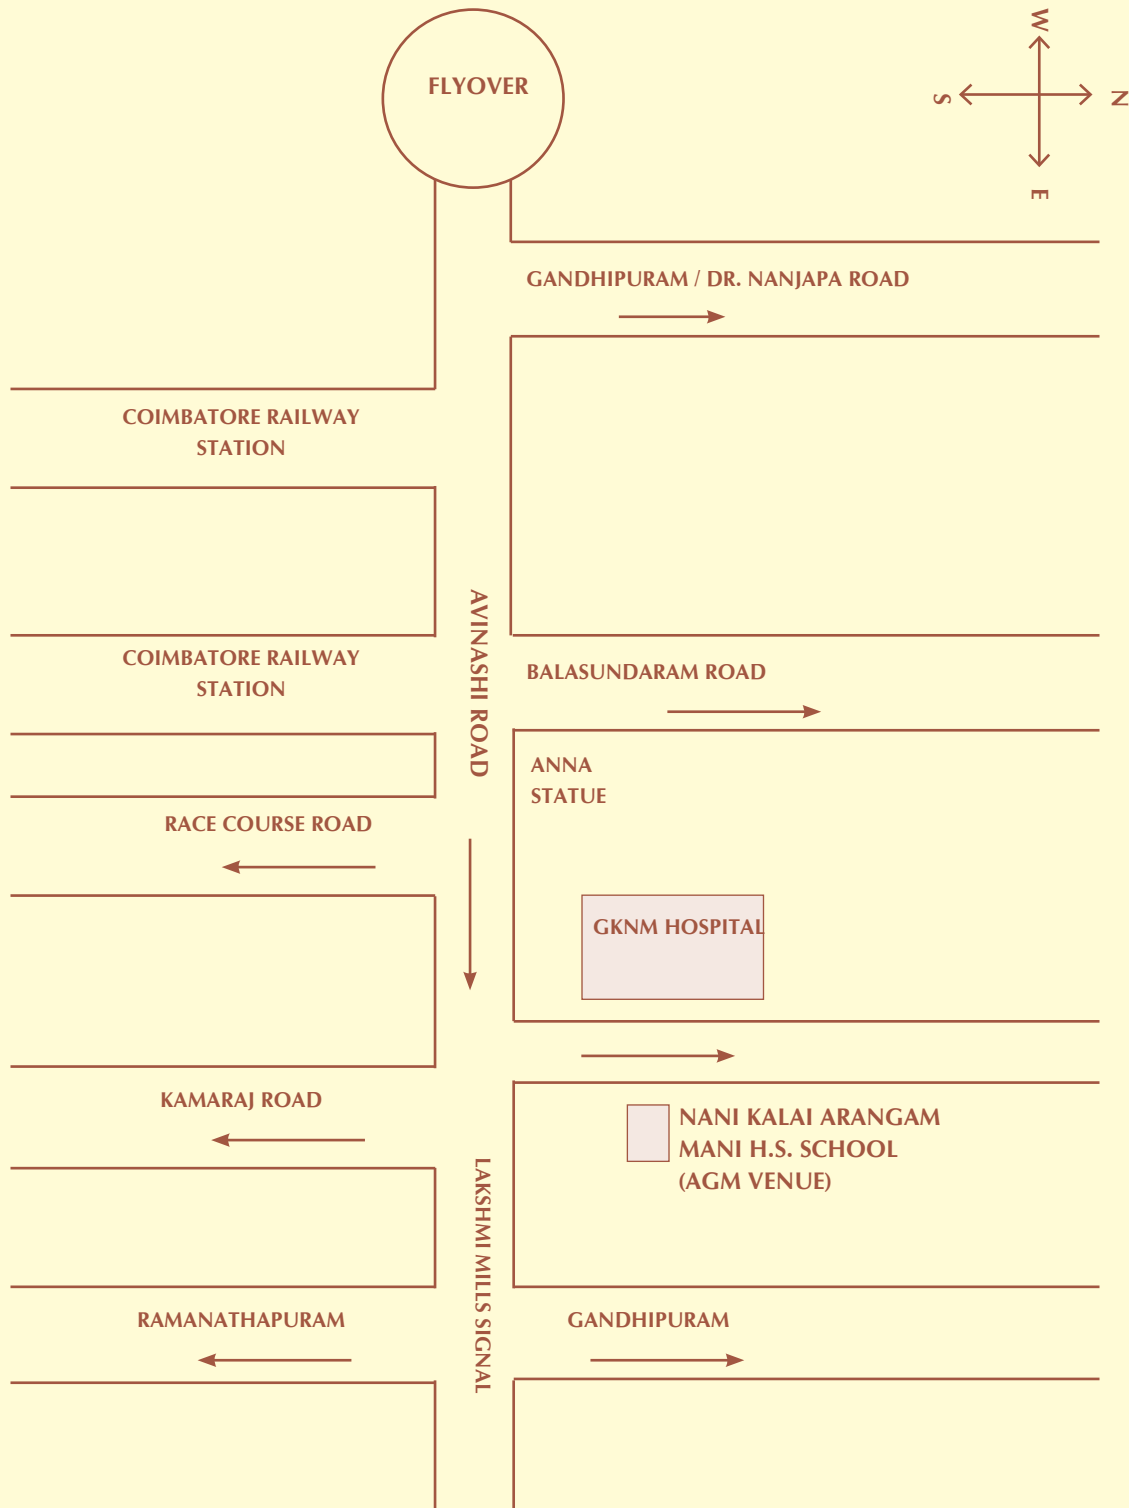 FLYOVER
W
S
N
E
GANDHIPURAM / DR. NANJAPA ROAD
COIMBATORE RAILWAY
STATION
AVINASHI ROAD
COIMBATORE RAILWAY
STATION
BALASUNDARAM ROAD
ANNA
STATUE
RACE COURSE ROAD
GKNM HOSPITAL
KAMARAJ ROAD
NANI KALAI ARANGAM
MANI H.S. SCHOOL
(AGM VENUE)
LAKSHMI MILLS SIGNAL
RAMANATHAPURAM
GANDHIPURAM